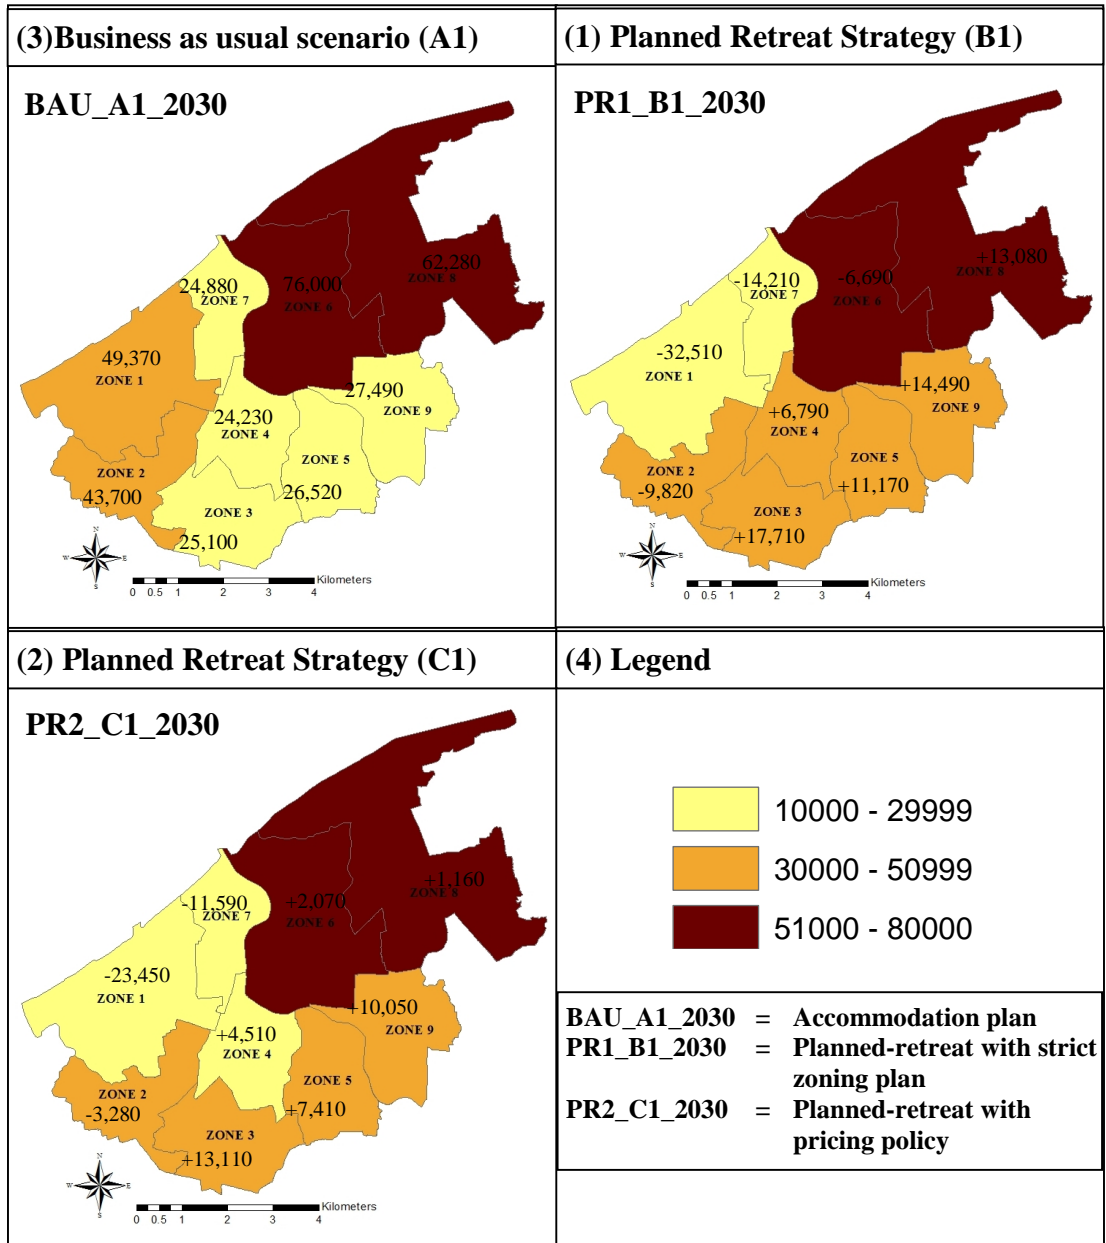 (3)Business as usual scenario (A1)
(1) Planned Retreat Strategy (B1)
BAU_A1_2030
62,280
ZONE 8
24,880
ZONE 7
76,000
ZONE 6
49,370
ZONE 1
27,490
ZONE 9
24,230
ZONE 4
ZONE 2
43,700
ZONE 5
26,520
ZONE 3
25,100
N
W E
S
Kilometers
0 0.5 1 2 3 4
PR1_B1_2030
+13,080
ZONE 8
-14,210
ZONE 7
-6,690
ZONE 6
-32,510
ZONE 1
+14,490
ZONE 9
+6,790
ZONE 4
ZONE 2
-9,820
ZONE 5
+11,170
ZONE 3
+17,710
N
W E
S
Kilometers
0 0.5 1 2 3 4
(2) Planned Retreat Strategy (C1)
(4) Legend
PR2_C1_2030
+1,160
ZONE 8
-11,590
ZONE 7
+2,070
ZONE 6
-23,450
ZONE 1
+10,050
ZONE 9
+4,510
ZONE 4
ZONE 2
-3,280
ZONE 5
+7,410
ZONE 3
+13,110
N
W E
S
Kilometers
0 0.5 1 2 3 4
10000 - 29999
30000 - 50999
51000 - 80000
BAU_A1_2030 = Accommodation plan
PR1_B1_2030 = Planned-retreat with strict
zoning plan
PR2_C1_2030 = Planned-retreat with
pricing policy